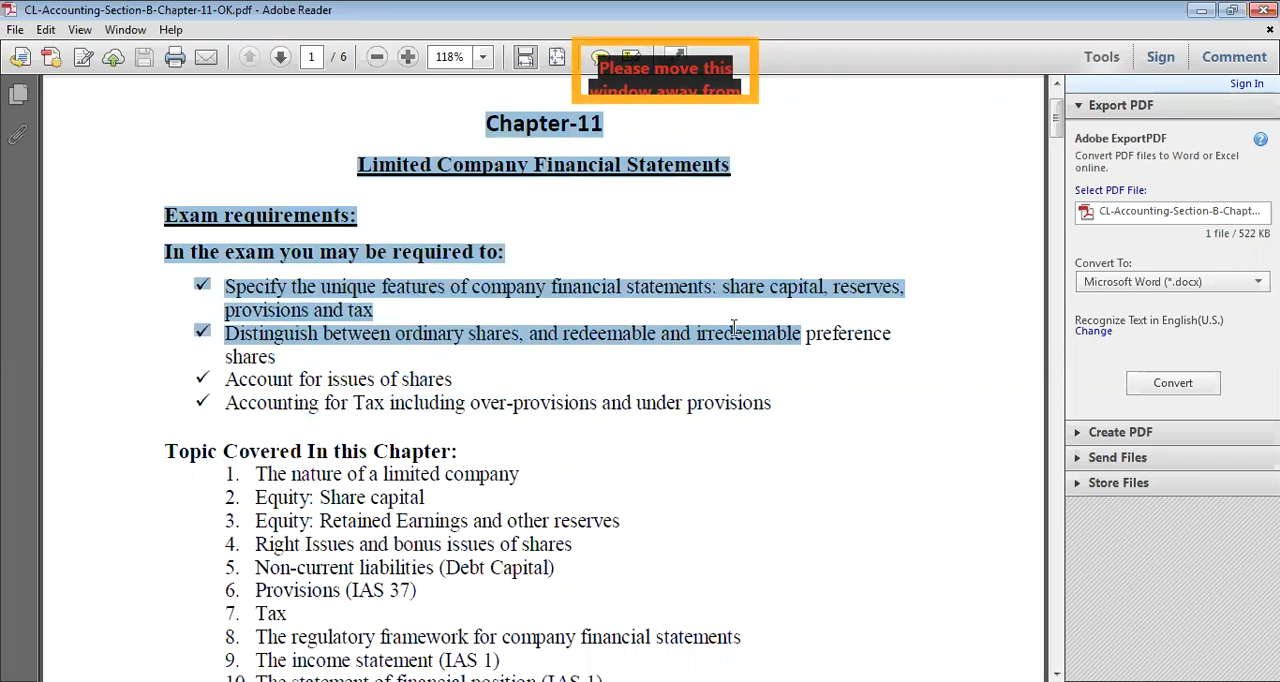 CL-Accounting-Section-B-Chapter-11-OK.pdf - Adobe Reader
File Edit View Window Help
1 / 6 118% Tools Sign Comment
Please move this
window away from
Sign In
Chapter-11
Limited Company Financial Statements
Exam requirements:
In the exam you may be required to:
✓ Specify the unique features of company financial statements: share capital, reserves,
provisions and tax
✓ Distinguish between ordinary shares, and redeemable and irredeemable preference
shares
✓ Account for issues of shares
✓ Accounting for Tax including over-provisions and under provisions
Topic Covered In this Chapter:
1. The nature of a limited company
2. Equity: Share capital
3. Equity: Retained Earnings and other reserves
4. Right Issues and bonus issues of shares
5. Non-current liabilities (Debt Capital)
6. Provisions (IAS 37)
7. Tax
8. The regulatory framework for company financial statements
9. The income statement (IAS 1)
10. The statement of financial position (IAS 1)
Export PDF
Adobe ExportPDF
Convert PDF files to Word or Excel
online.
Select PDF File:
CL-Accounting-Section-B-Chapt...
1 file / 522 KB
Convert To:
Microsoft Word (*.docx)
Recognize Text in English(U.S.)
Change
Convert
Create PDF
Send Files
Store Files